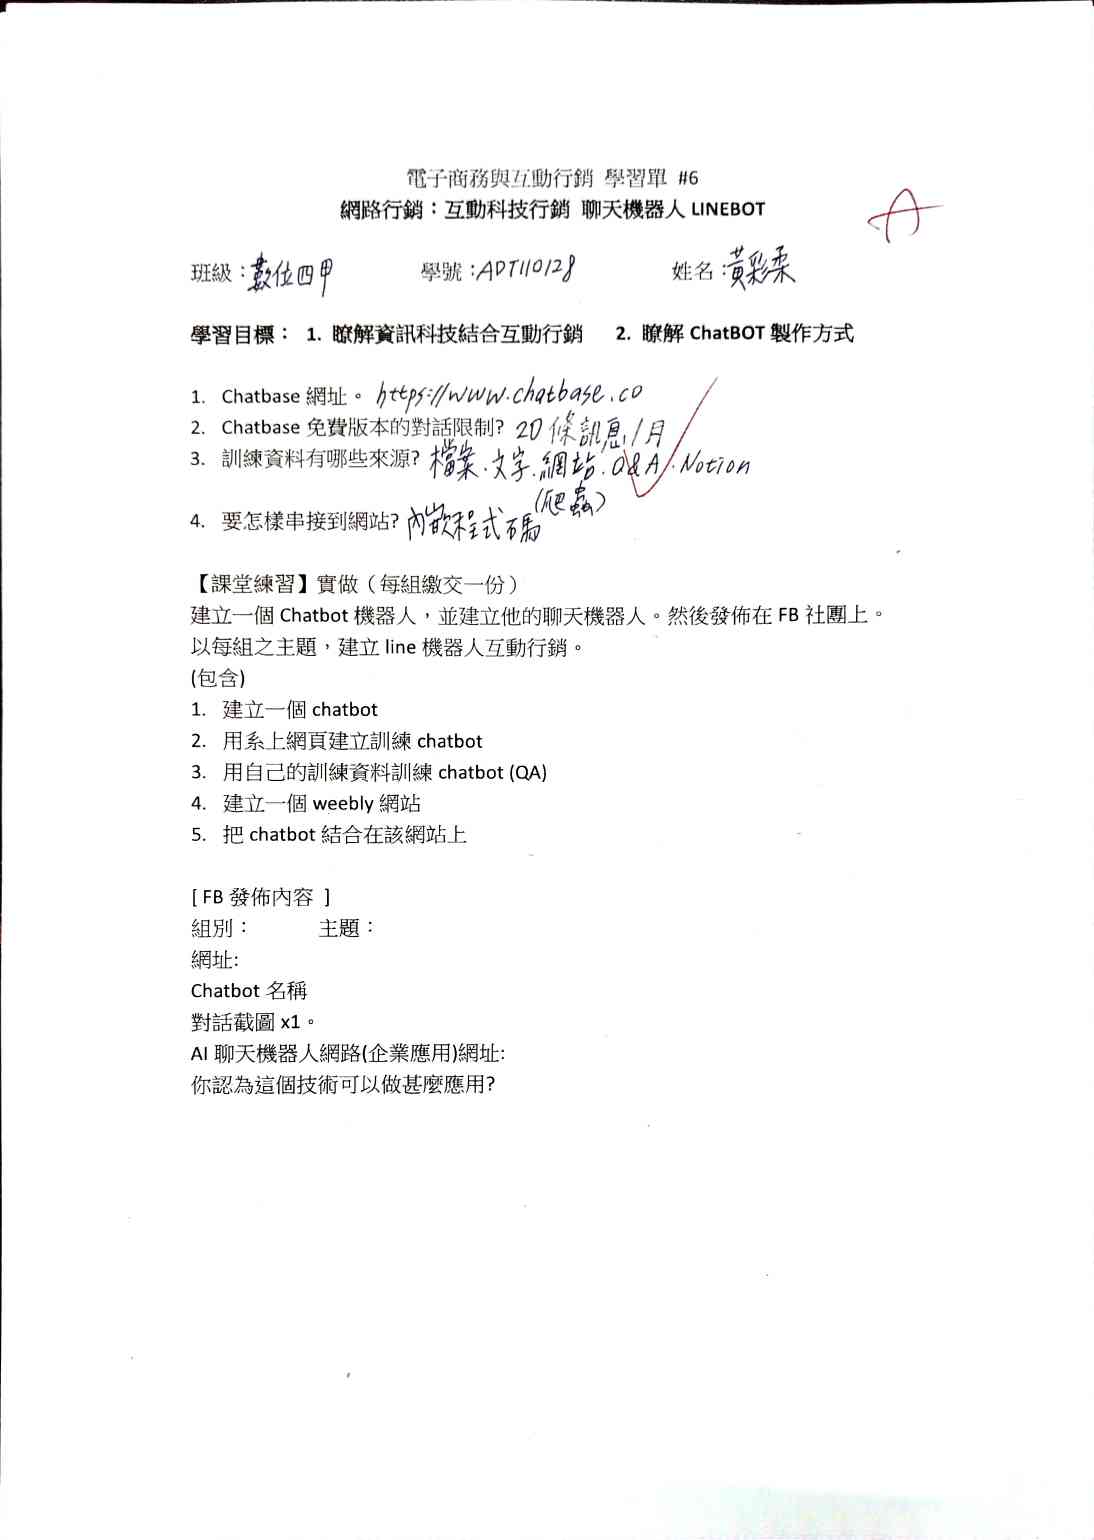 電子商務與互動行銷 學習單 #6
網路行銷：互動科技行銷 聊天機器人 LINEBOT
A
班級：數位四甲 學號：ADT110128 姓名：黃彩柔
學習目標： 1. 瞭解資訊科技結合互動行銷 2. 瞭解 ChatBOT 製作方式
1. Chatbase 網址。 https://www.chatbase.co
2. Chatbase 免費版本的對話限制? 20 條訊息/月
3. 訓練資料有哪些來源? 檔案.文字.網站.Q&A.Notion
(爬蟲)
4. 要怎樣串接到網站? 內嵌程式碼
【課堂練習】實做（每組繳交一份）
建立一個 Chatbot 機器人，並建立他的聊天機器人。然後發佈在 FB 社團上。
以每組之主題，建立 line 機器人互動行銷。
(包含)
1. 建立一個 chatbot
2. 用系上網頁建立訓練 chatbot
3. 用自己的訓練資料訓練 chatbot (QA)
4. 建立一個 weebly 網站
5. 把 chatbot 結合在該網站上
[ FB 發佈內容 ]
組別： 主題：
網址:
Chatbot 名稱
對話截圖 x1。
AI 聊天機器人網路(企業應用)網址:
你認為這個技術可以做甚麼應用?